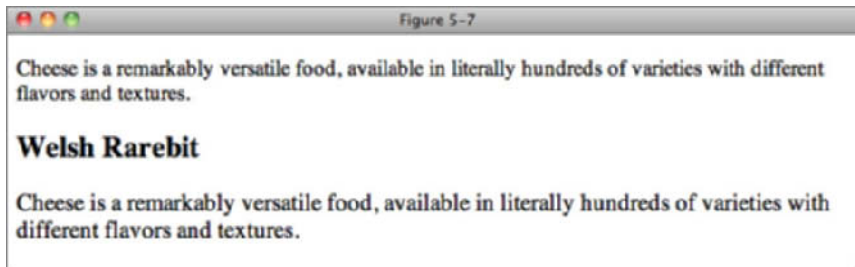 Figure 5-7
Cheese is a remarkably versatile food, available in literally hundreds of varieties with different
flavors and textures.
Welsh Rarebit
Cheese is a remarkably versatile food, available in literally hundreds of varieties with
different flavors and textures.